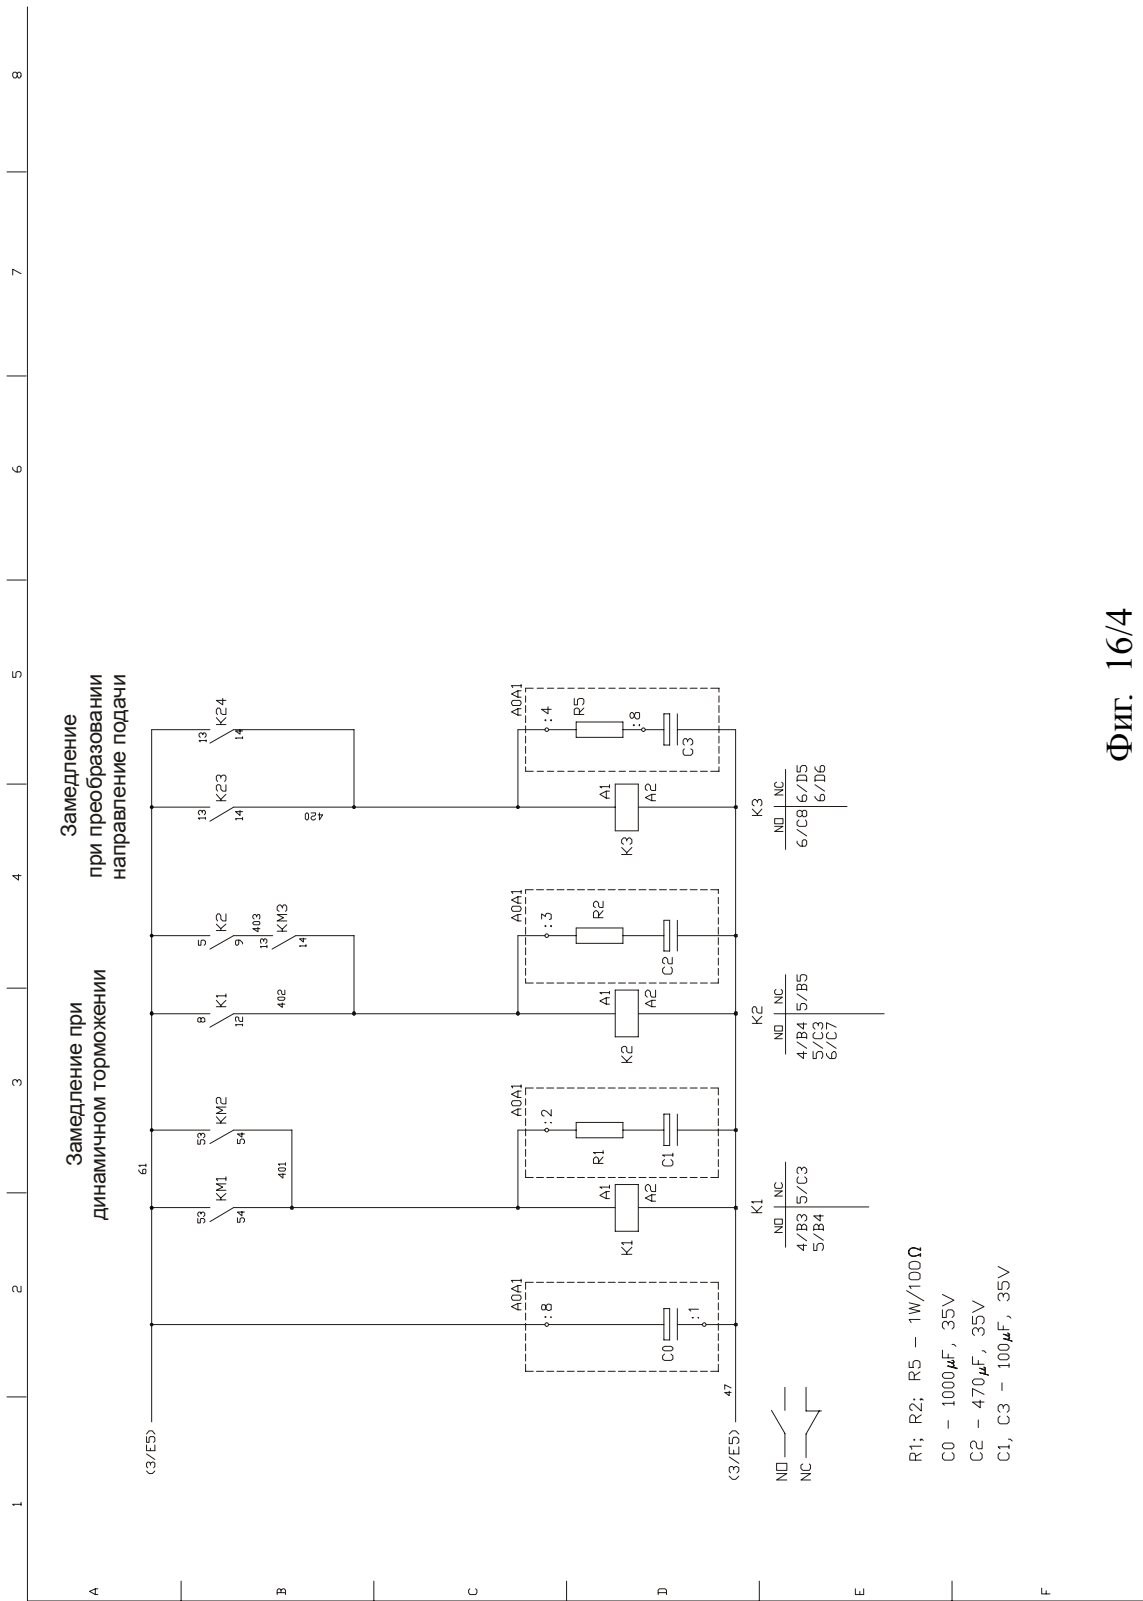 1
2
3
4
5
6
7
8
A
B
C
D
E
F
Замедление при
динамичном торможении
Замедление
при преобразовании
направление подачи
(3/E5)
61
53
KM1
54
53
KM2
54
401
8
K1
12
402
5
K2
9
403
13
KM3
14
13
K23
14
420
13
K24
14
A0A1
:8
C0
:1
K1
A1
A2
A0A1
:2
R1
C1
K2
A1
A2
A0A1
:3
R2
C2
K3
A1
A2
A0A1
:4
R5
:8
C3
(3/E5)
47
NO
NC
K1
NO NC
4/B3 5/C3
5/B4
K2
NO NC
4/B4 5/B5
5/C3
6/C7
K3
NO NC
6/C8 6/D5
6/D6
R1; R2; R5 - 1W/100Ω
C0 - 1000μF, 35V
C2 - 470μF, 35V
C1, C3 - 100μF, 35V
Фиг. 16/4